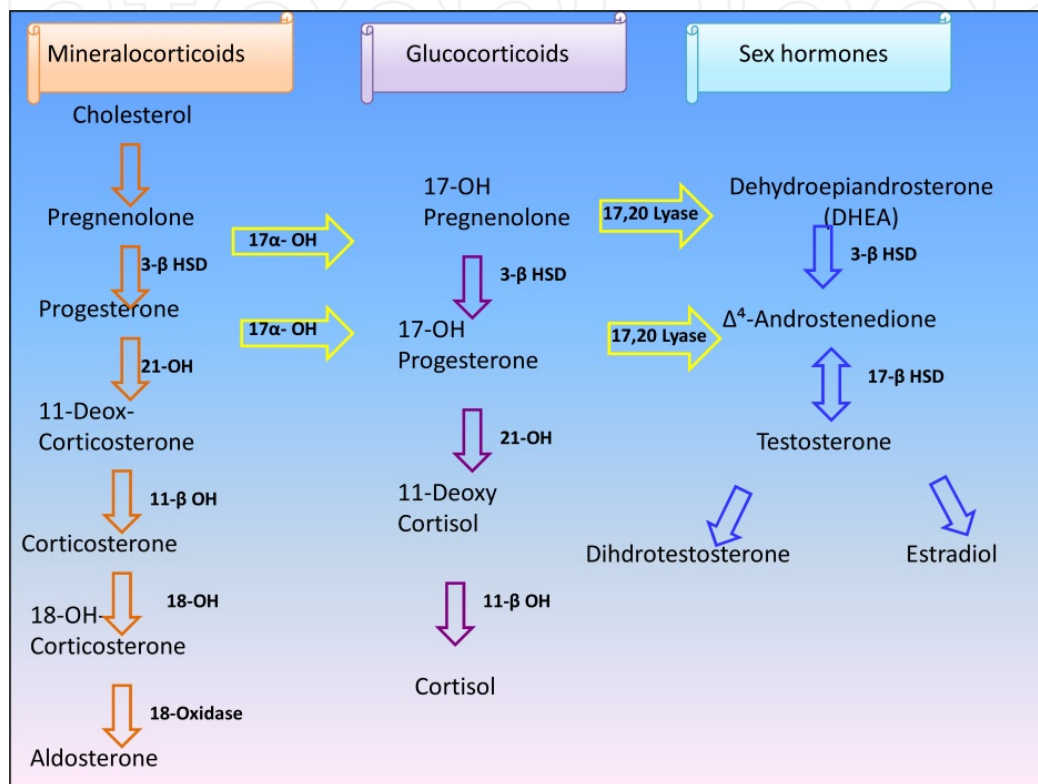 Mineralocorticoids
Glucocorticoids
Sex hormones
Cholesterol
Pregnenolone
3-β HSD
Progesterone
21-OH
11-Deox-
Corticosterone
11-β OH
Corticosterone
18-OH
18-OH-
Corticosterone
18-Oxidase
Aldosterone
17α- OH
17α- OH
17-OH
Pregnenolone
3-β HSD
17-OH
Progesterone
21-OH
11-Deoxy
Cortisol
11-β OH
Cortisol
17,20 Lyase
17,20 Lyase
Dehydroepiandrosterone
(DHEA)
3-β HSD
Δ⁴-Androstenedione
17-β HSD
Testosterone
Dihdrotestosterone
Estradiol